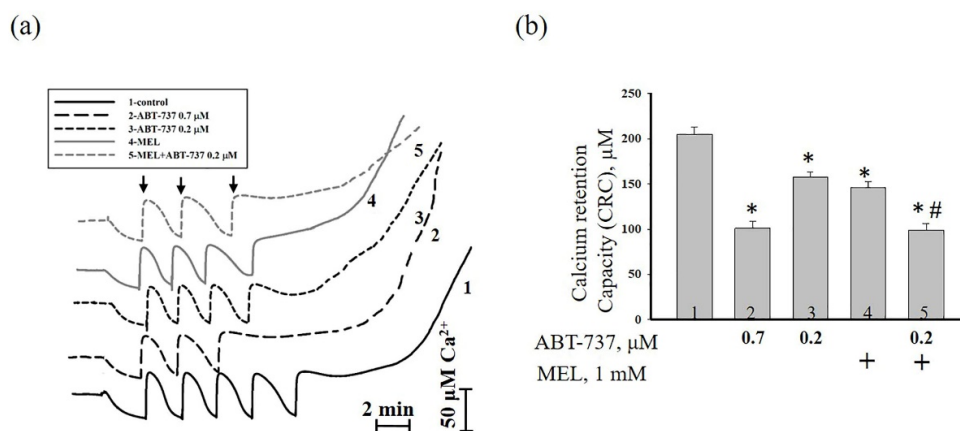 (a)
1-control
2-ABT-737 0.7 μM
3-ABT-737 0.2 μM
4-MEL
5-MEL+ABT-737 0.2 μM
5
4
3
2
1
2 min
50 μM Ca²⁺
(b)
Calcium retention
Capacity (CRC), μM
250
200
150
100
50
0
*
*
*
* #
1
2
3
4
5
ABT-737, μM 0.7 0.2 0.2
MEL, 1 mM + +